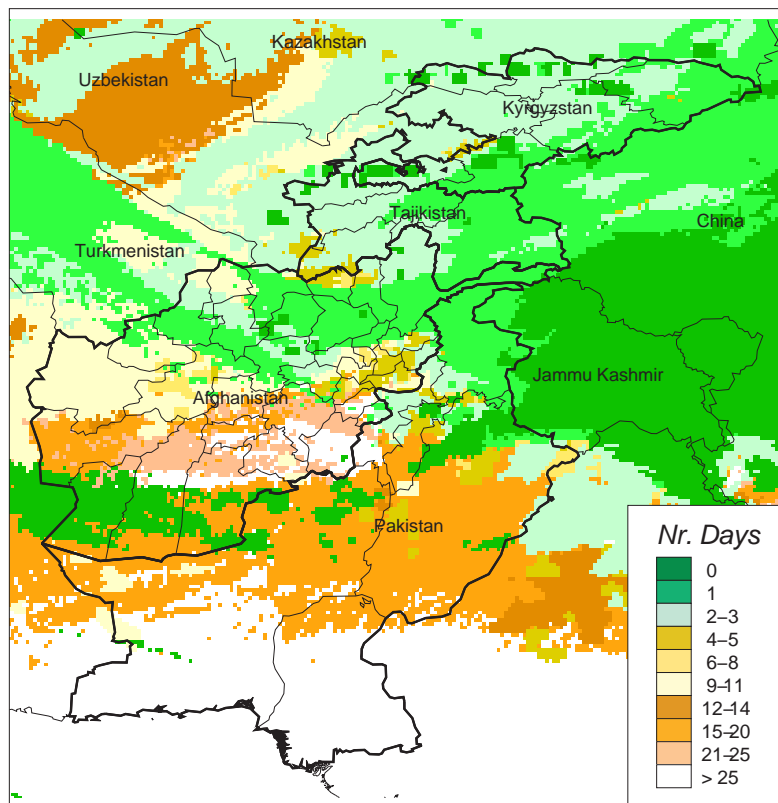 Kazakhstan
Uzbekistan
Kyrgyzstan
Tajikistan
China
Turkmenistan
Jammu Kashmir
Afghanistan
Pakistan
Nr. Days
0
1
2–3
4–5
6–8
9–11
12–14
15–20
21–25
> 25